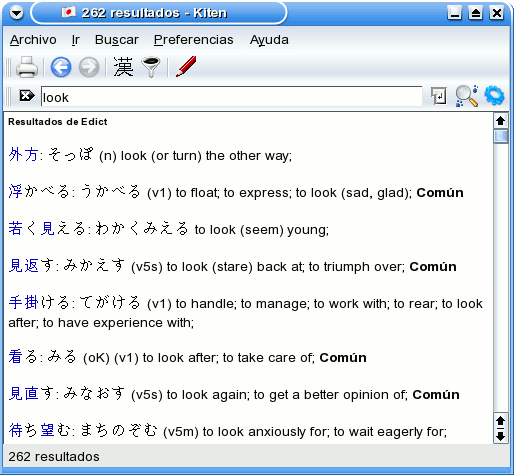 262 resultados - Kiten
Archivo Ir Buscar Preferencias Ayuda
漢
look
Resultados de Edict
外方: そっぽ (n) look (or turn) the other way;
浮かべる: うかべる (v1) to float; to express; to look (sad, glad); Común
若く見える: わかくみえる to look (seem) young;
見返す: みかえす (v5s) to look (stare) back at; to triumph over; Común
手掛ける: てがける (v1) to handle; to manage; to work with; to rear; to look
after; to have experience with;
看る: みる (oK) (v1) to look after; to take care of; Común
見直す: みなおす (v5s) to look again; to get a better opinion of; Común
待ち望む: まちのぞむ (v5m) to look anxiously for; to wait eagerly for;
262 resultados